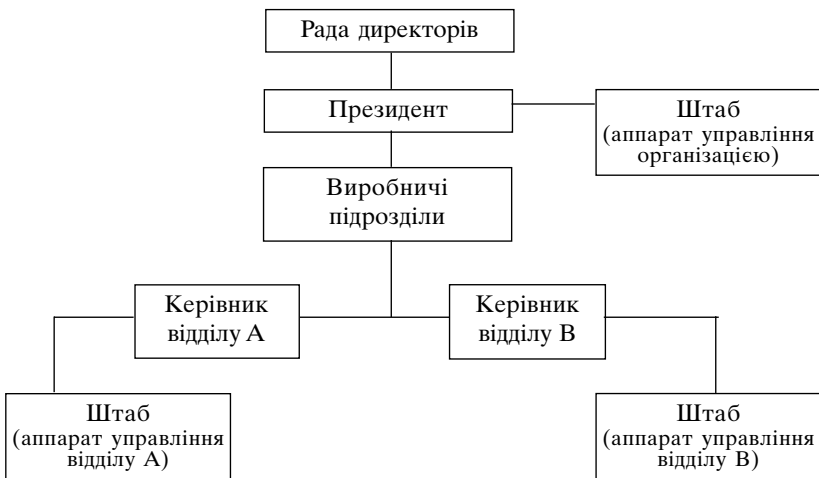 Рада директорів
Президент
Штаб
(аппарат управління
організацією)
Виробничі
підрозділи
Керівник
відділу А
Керівник
відділу В
Штаб
(аппарат управління
відділу А)
Штаб
(аппарат управління
відділу В)